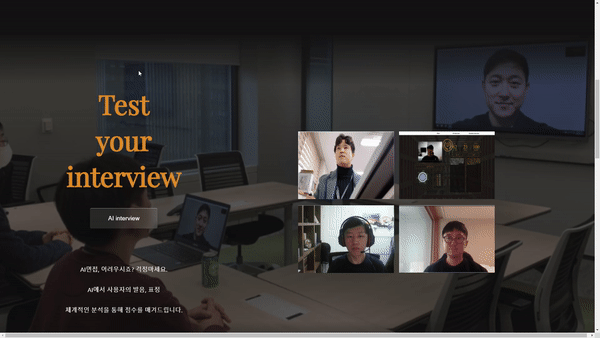 Test
your
interview
AI interview
AI면접, 어려우시죠? 걱정마세요.
AI에서 사용자의 발음, 표정
체계적인 분석을 통해 점수를 매겨드립니다.